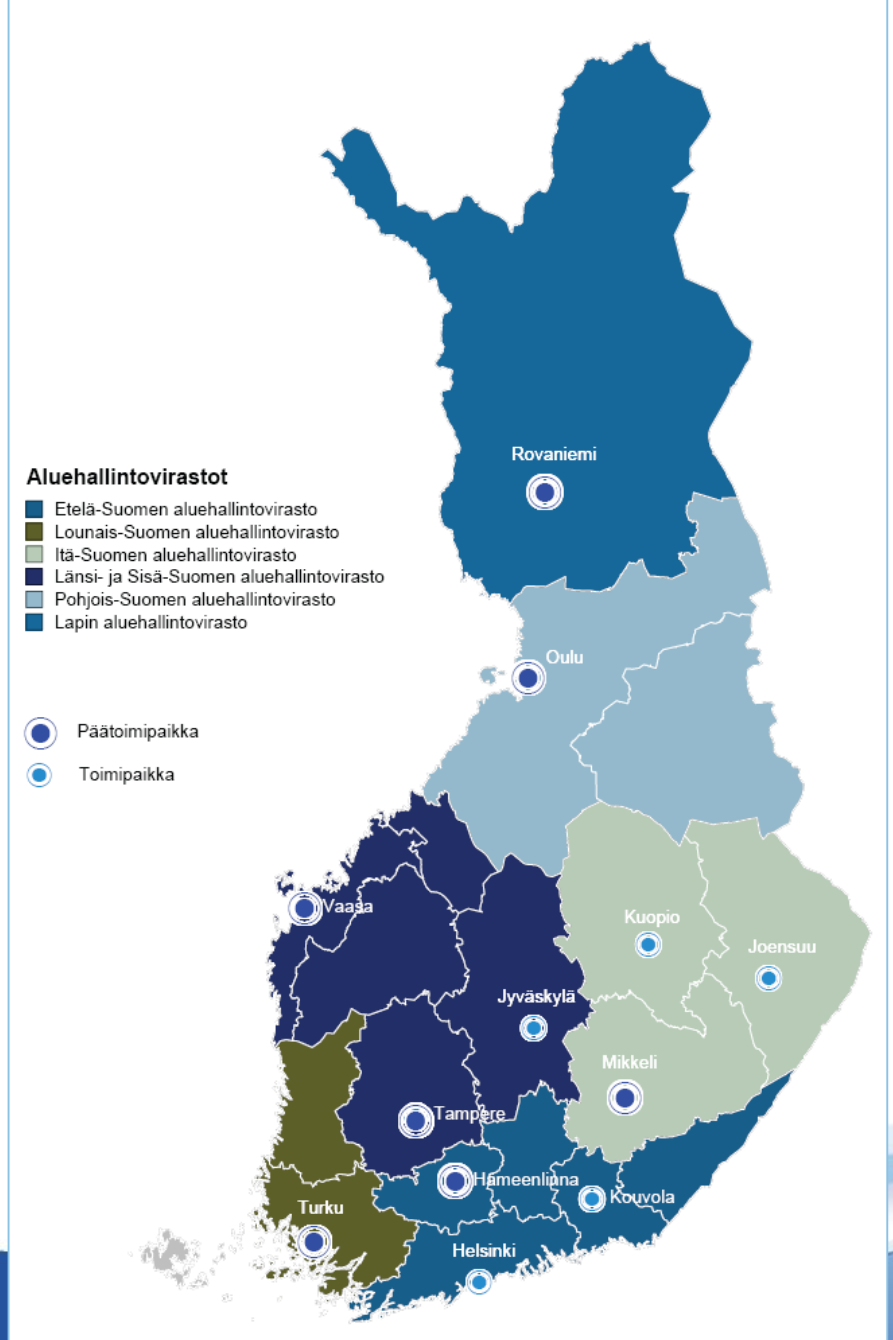 Rovaniemi
Aluehallintovirastot
Etelä-Suomen aluehallintovirasto
Lounais-Suomen aluehallintovirasto
Itä-Suomen aluehallintovirasto
Länsi- ja Sisä-Suomen aluehallintovirasto
Pohjois-Suomen aluehallintovirasto
Lapin aluehallintovirasto
Oulu
Päätoimipaikka
Toimipaikka
Vaasa
Kuopio
Joensuu
Jyväskylä
Mikkeli
Tampere
Hämeenlinna
Kouvola
Turku
Helsinki